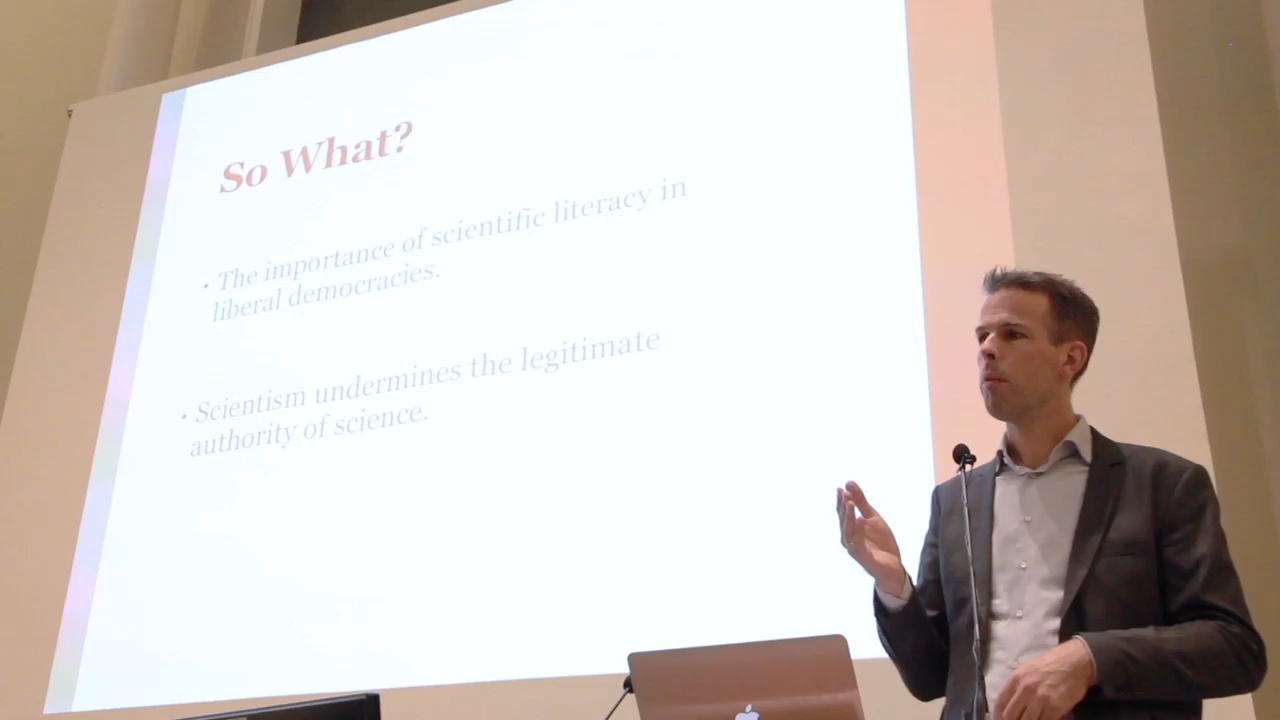 So What?
• The importance of scientific literacy in
liberal democracies.
• Scientism undermines the legitimate
authority of science.